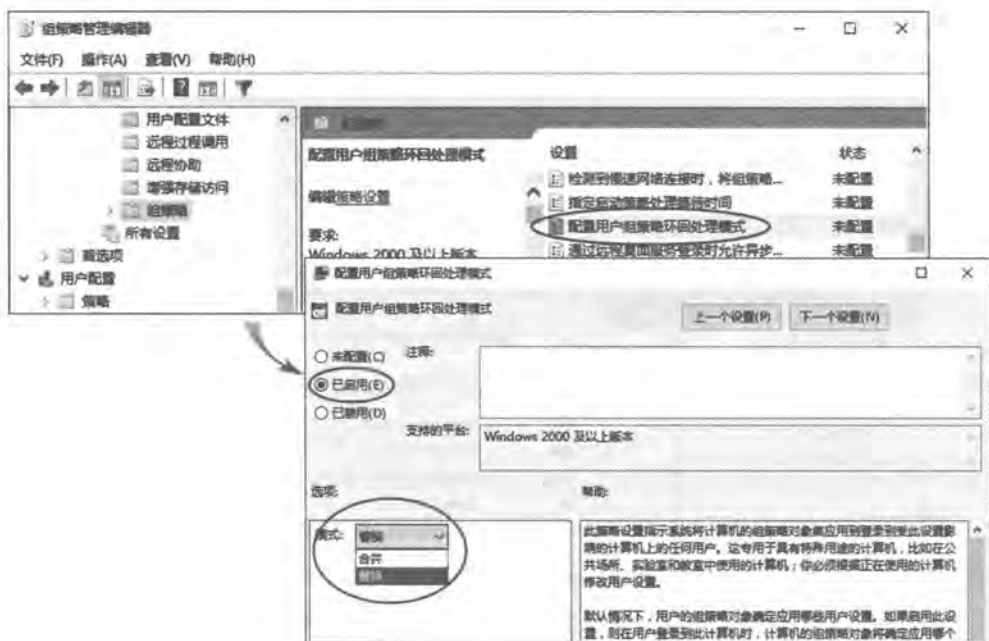 组策略管理编辑器
文件(F) 操作(A) 查看(V) 帮助(H)
用户配置文件
远程过程调用
远程协助
增强存储访问
组策略
所有设置
首选项
用户配置
策略
配置用户组策略环回处理模式
编辑策略设置
要求:
Windows 2000 及以上版本
设置 状态
检测到慢速网络连接时，将组策略... 未配置
指定启动策略处理等待时间 未配置
配置用户组策略环回处理模式 未配置
通过远程桌面服务登录时允许异步... 未配置
配置用户组策略环回处理模式
配置用户组策略环回处理模式
上一个设置(P) 下一个设置(N)
未配置(C) 注释:
已启用(E)
已禁用(D)
支持的平台: Windows 2000 及以上版本
选项: 帮助:
模式: 替换
合并
替换
此策略设置指示系统将计算机的组策略对象集应用到登录到受此设置影
响的计算机上的任何用户。这专用于具有特殊用途的计算机，比如在公
共场所、实验室和教室中使用的计算机；你必须根据正在使用的计算机
修改用户设置。
默认情况下，用户的组策略对象确定应用哪些用户设置。如果启用此设
置，则在用户登录到此计算机时，计算机的组策略对象将确定应用哪个